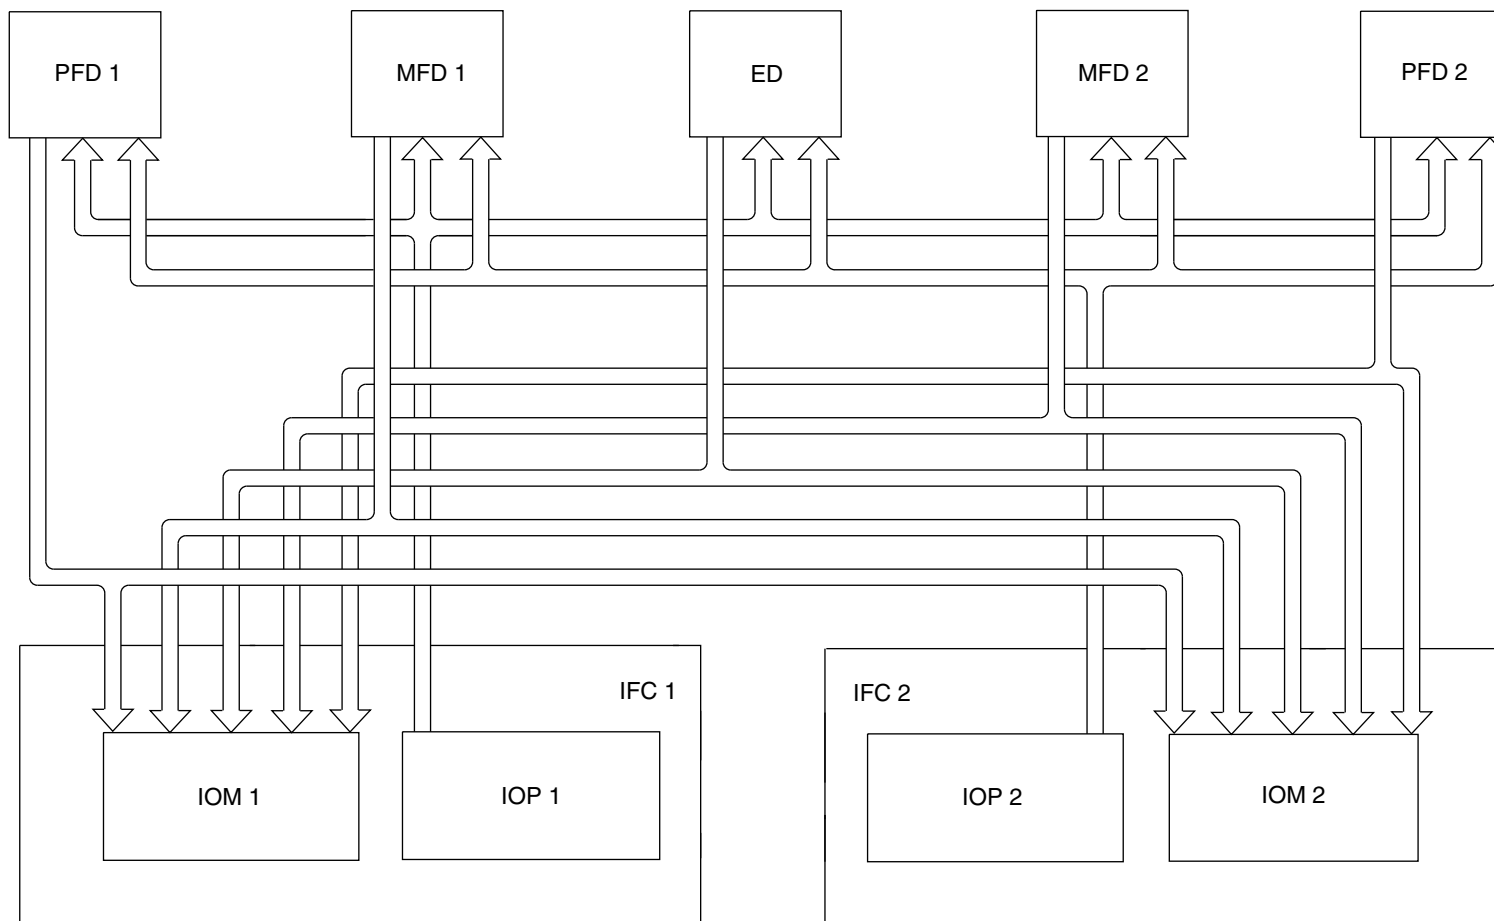 PFD 1
MFD 1
ED
MFD 2
PFD 2
IFC 1
IFC 2
IOM 1
IOP 1
IOP 2
IOM 2